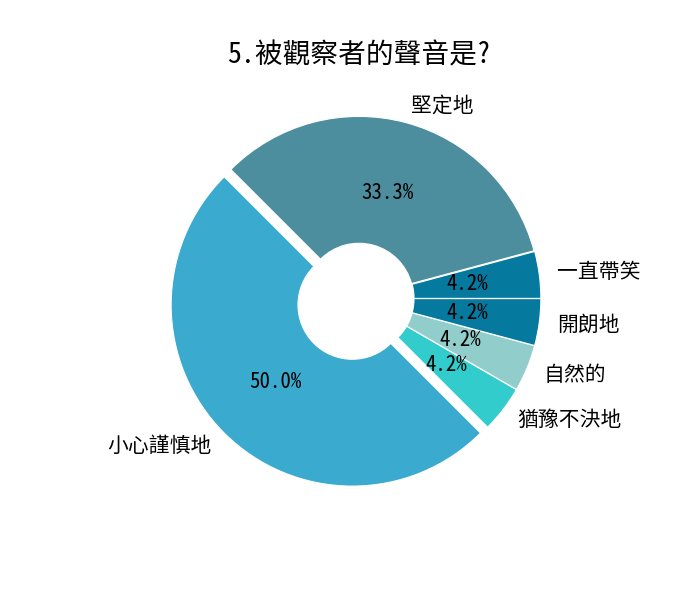 5.被觀察者的聲音是?
堅定地
33.3%
一直帶笑
4.2%
4.2%
開朗地
4.2%
自然的
4.2%
50.0%
猶豫不決地
小心謹慎地